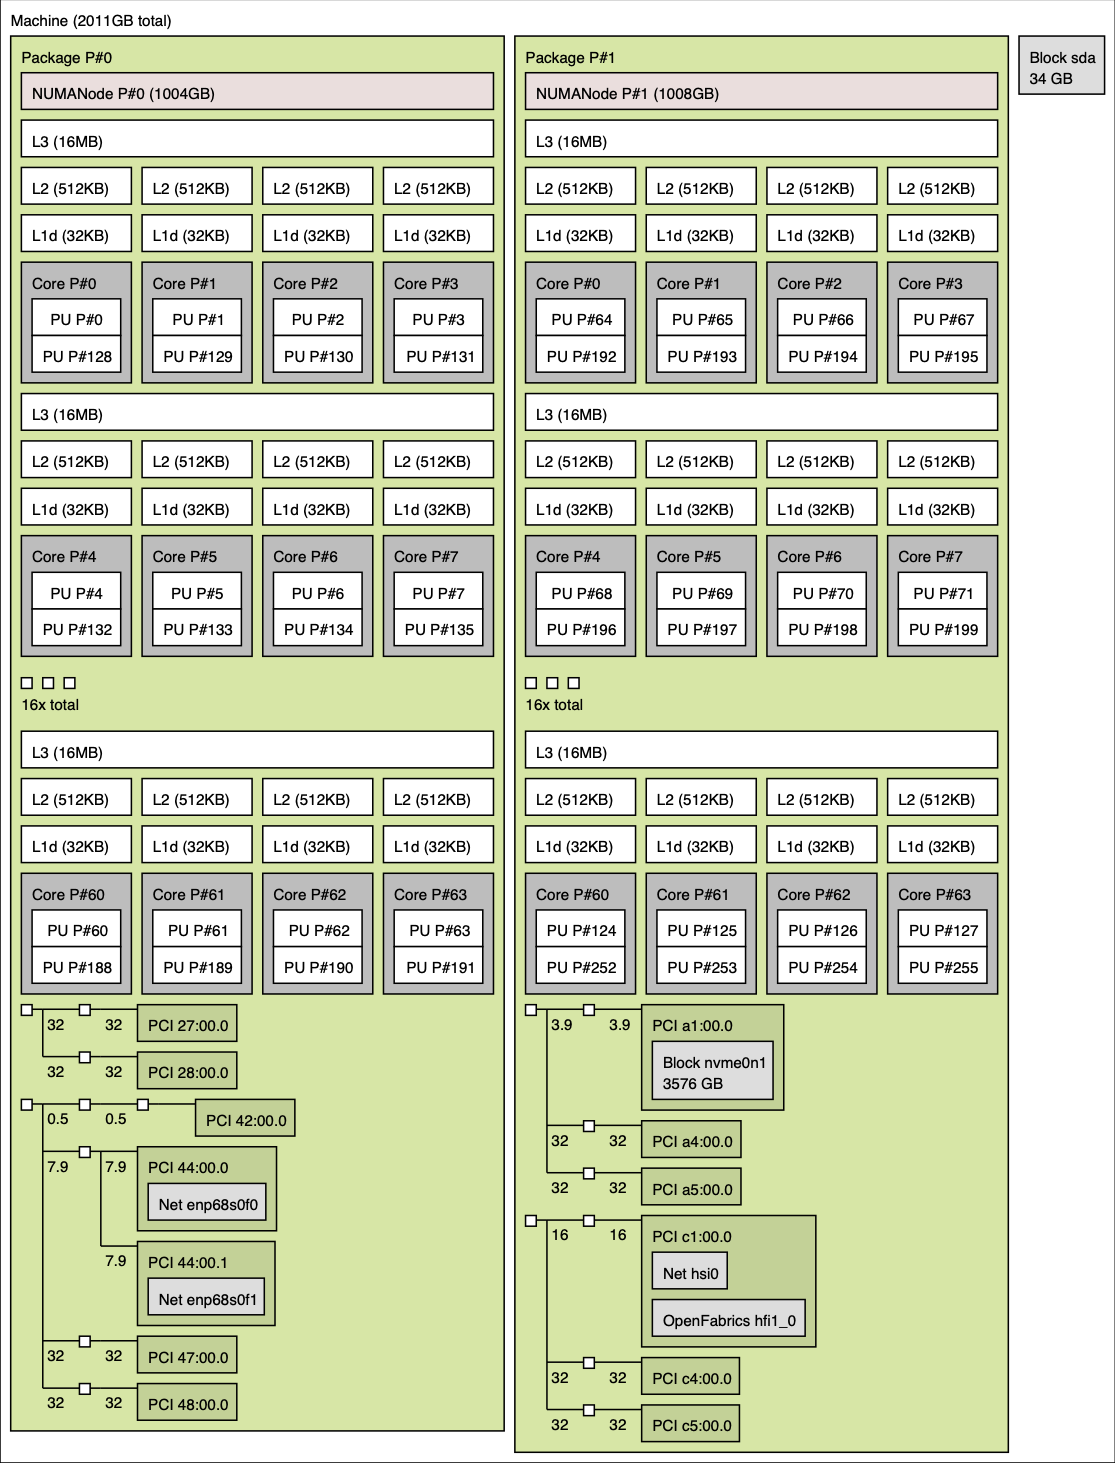 Machine (2011GB total)
Package P#0
NUMANode P#0 (1004GB)
L3 (16MB)
L2 (512KB) L2 (512KB) L2 (512KB) L2 (512KB)
L1d (32KB) L1d (32KB) L1d (32KB) L1d (32KB)
Core P#0 Core P#1 Core P#2 Core P#3
PU P#0 PU P#1 PU P#2 PU P#3
PU P#128 PU P#129 PU P#130 PU P#131
L3 (16MB)
L2 (512KB) L2 (512KB) L2 (512KB) L2 (512KB)
L1d (32KB) L1d (32KB) L1d (32KB) L1d (32KB)
Core P#4 Core P#5 Core P#6 Core P#7
PU P#4 PU P#5 PU P#6 PU P#7
PU P#132 PU P#133 PU P#134 PU P#135
16x total
L3 (16MB)
L2 (512KB) L2 (512KB) L2 (512KB) L2 (512KB)
L1d (32KB) L1d (32KB) L1d (32KB) L1d (32KB)
Core P#60 Core P#61 Core P#62 Core P#63
PU P#60 PU P#61 PU P#62 PU P#63
PU P#188 PU P#189 PU P#190 PU P#191
32 32 PCI 27:00.0
32 32 PCI 28:00.0
0.5 0.5 PCI 42:00.0
7.9 7.9 PCI 44:00.0
Net enp68s0f0
7.9 PCI 44:00.1
Net enp68s0f1
32 32 PCI 47:00.0
32 32 PCI 48:00.0
Package P#1
NUMANode P#1 (1008GB)
L3 (16MB)
L2 (512KB) L2 (512KB) L2 (512KB) L2 (512KB)
L1d (32KB) L1d (32KB) L1d (32KB) L1d (32KB)
Core P#0 Core P#1 Core P#2 Core P#3
PU P#64 PU P#65 PU P#66 PU P#67
PU P#192 PU P#193 PU P#194 PU P#195
L3 (16MB)
L2 (512KB) L2 (512KB) L2 (512KB) L2 (512KB)
L1d (32KB) L1d (32KB) L1d (32KB) L1d (32KB)
Core P#4 Core P#5 Core P#6 Core P#7
PU P#68 PU P#69 PU P#70 PU P#71
PU P#196 PU P#197 PU P#198 PU P#199
16x total
L3 (16MB)
L2 (512KB) L2 (512KB) L2 (512KB) L2 (512KB)
L1d (32KB) L1d (32KB) L1d (32KB) L1d (32KB)
Core P#60 Core P#61 Core P#62 Core P#63
PU P#124 PU P#125 PU P#126 PU P#127
PU P#252 PU P#253 PU P#254 PU P#255
3.9 3.9 PCI a1:00.0
Block nvme0n1
3576 GB
32 32 PCI a4:00.0
32 32 PCI a5:00.0
16 16 PCI c1:00.0
Net hsi0
OpenFabrics hfi1_0
32 32 PCI c4:00.0
32 32 PCI c5:00.0
Block sda
34 GB